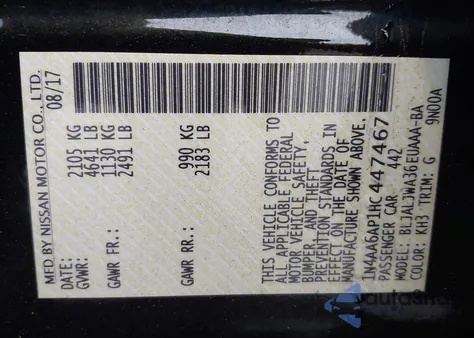 MFD. BY NISSAN MOTOR CO., LTD.
DATE: 08/17
GVWR: 2105 KG
4641 LB
GAWR FR.: 1130 KG
2491 LB
GAWR RR.: 990 KG
2183 LB
THIS VEHICLE CONFORMS TO
ALL APPLICABLE FEDERAL
MOTOR VEHICLE SAFETY,
BUMPER, AND THEFT
PREVENTION STANDARDS IN
EFFECT ON THE DATE OF
MANUFACTURE SHOWN ABOVE.
1N4AA6AP1HC447467
PASSENGER CAR 442
MODEL: BLJALJWA36EUAAA-BA
COLOR: KH3 TRIM: G 9N00A